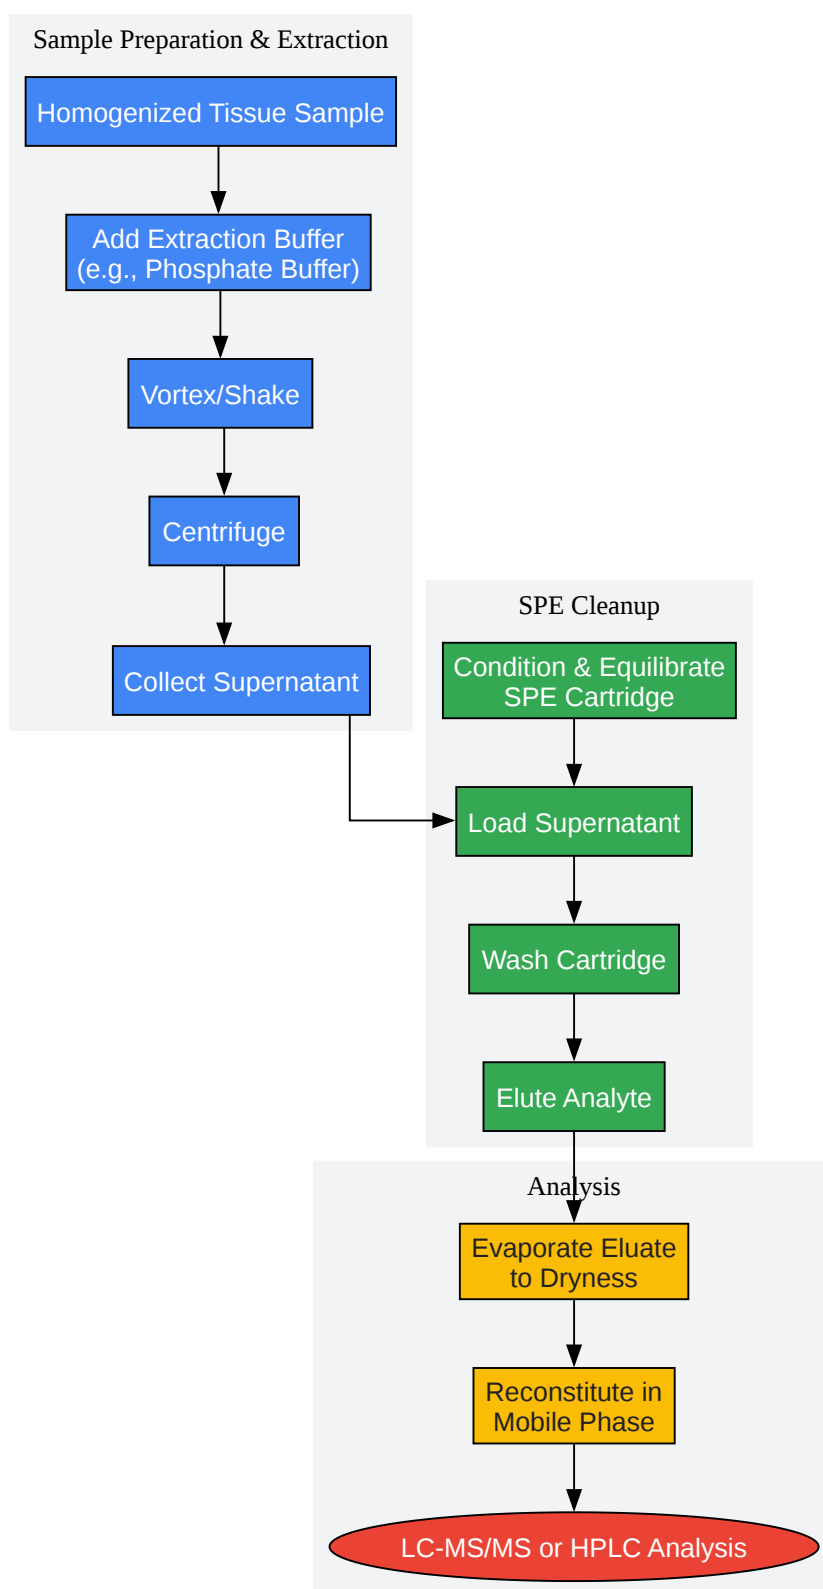 Sample Preparation & Extraction
Homogenized Tissue Sample
Add Extraction Buffer
(e.g., Phosphate Buffer)
Vortex/Shake
Centrifuge
Collect Supernatant
SPE Cleanup
Condition & Equilibrate
SPE Cartridge
Load Supernatant
Wash Cartridge
Elute Analyte
Analysis
Evaporate Eluate
to Dryness
Reconstitute in
Mobile Phase
LC-MS/MS or HPLC Analysis